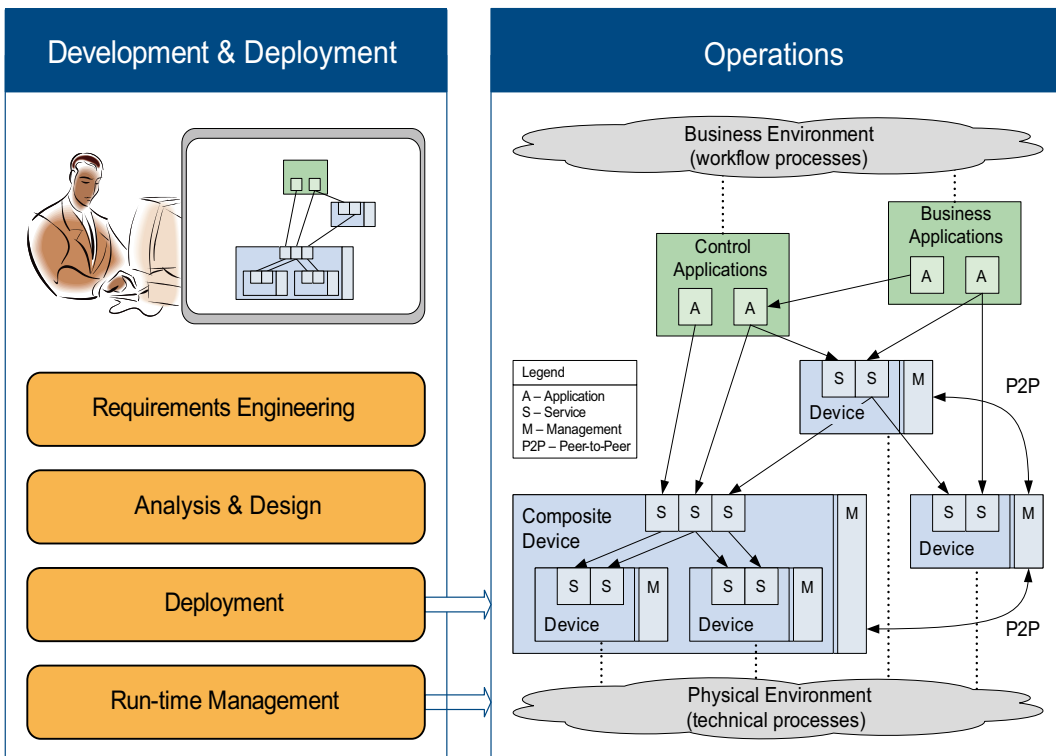 Development & Deployment
Requirements Engineering
Analysis & Design
Deployment
Run-time Management
Operations
Business Environment
(workflow processes)
Business
Applications
A A
Control
Applications
A A
Legend
A – Application
S – Service
M – Management
P2P – Peer-to-Peer
S S M
Device
P2P
S S S
Composite
Device
M
S S M
Device
S S M
Device
S S M
Device
P2P
Physical Environment
(technical processes)